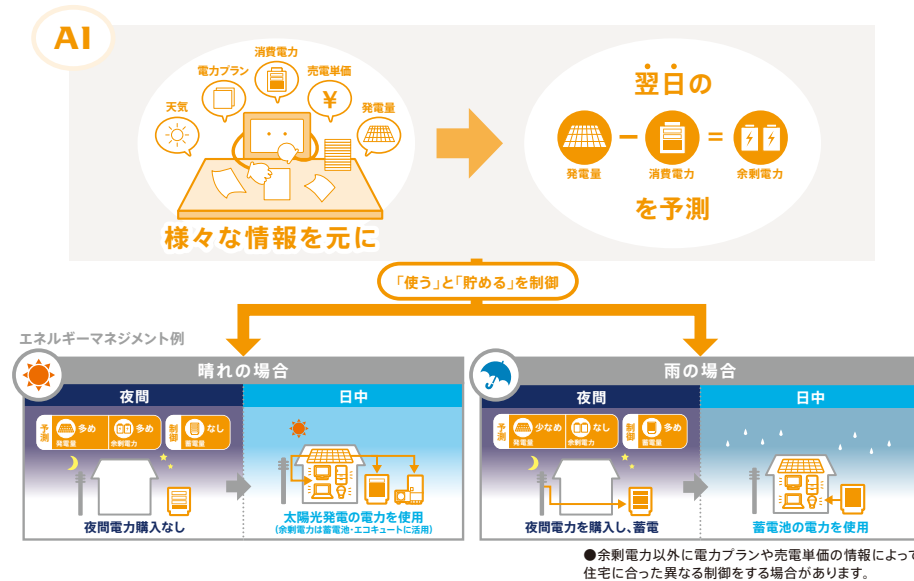 AI
消費電力
電力プラン
売電単価
天気
¥
発電量
様々な情報を元に
翌日の
－
＝
発電量
消費電力
余剰電力
を予測
「使う」と「貯める」を制御
エネルギーマネジメント例
晴れの場合
夜間
日中
予測
発電量
多め
余剰電力
多め
制御
蓄電量
なし
夜間電力購入なし
太陽光発電の電力を使用
(余剰電力は蓄電池・エコキュートに活用)
雨の場合
夜間
日中
予測
発電量
少なめ
余剰電力
なし
制御
蓄電量
多め
夜間電力を購入し、蓄電
蓄電池の電力を使用
●余剰電力以外に電力プランや売電単価の情報によって
住宅に合った異なる制御をする場合があります。